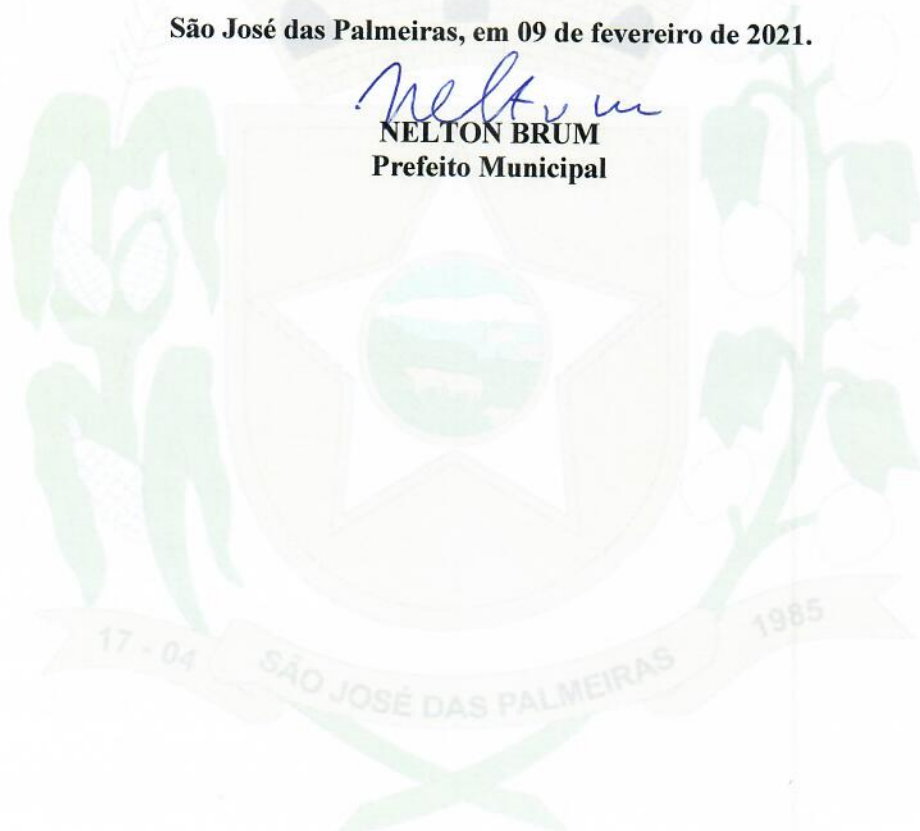 São José das Palmeiras, em 09 de fevereiro de 2021.
NELTON BRUM
Prefeito Municipal
17 - 04
SÃO JOSÉ DAS PALMEIRAS
1985